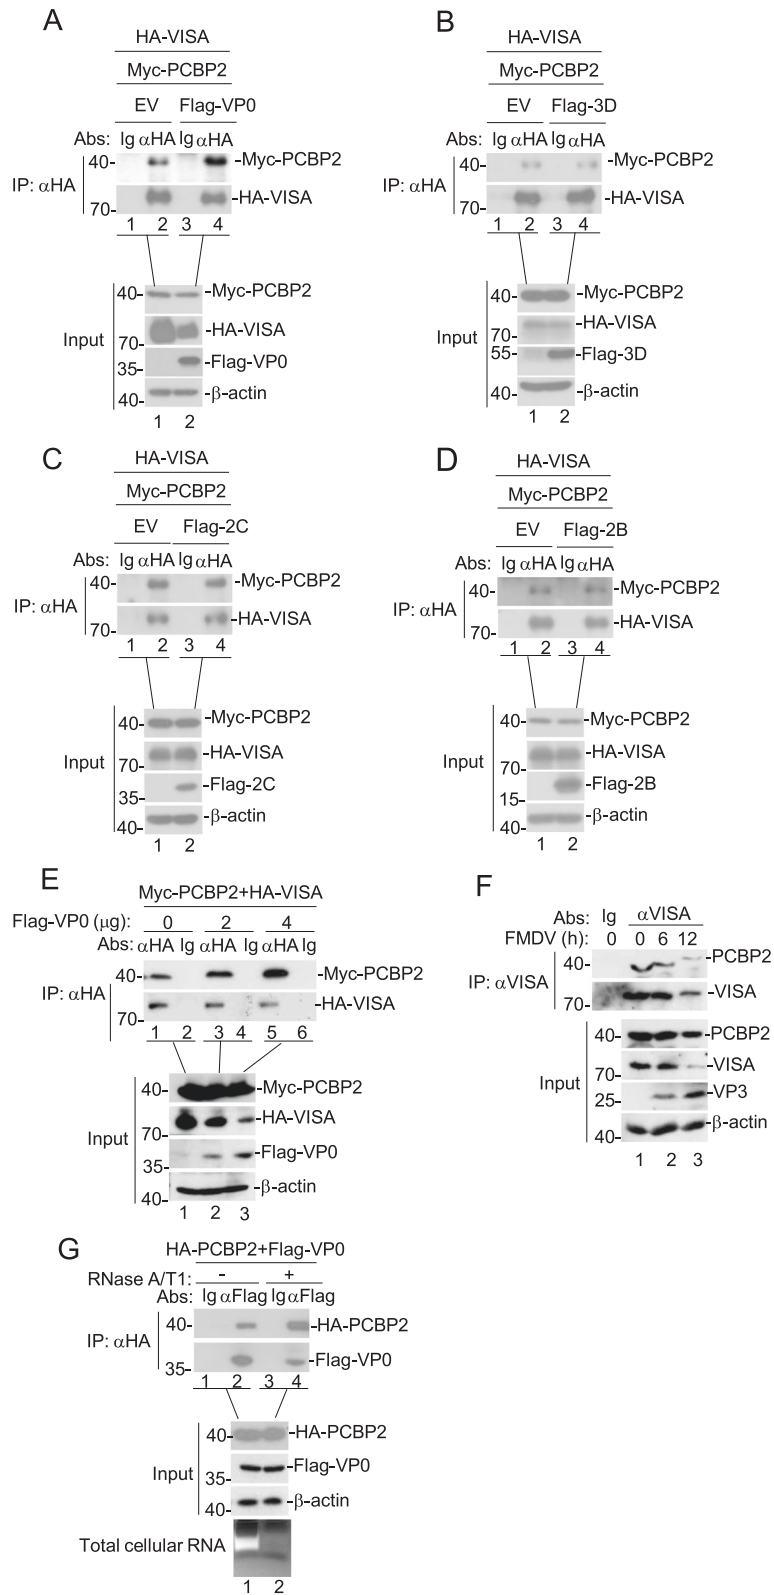 A
HA-VISA
Myc-PCBP2
EV Flag-VP0
Abs: Ig αHA Ig αHA
IP: αHA
40- -Myc-PCBP2
70- -HA-VISA
1 2 3 4
Input
40- -Myc-PCBP2
70- -HA-VISA
35- -Flag-VP0
40- -β-actin
1 2
B
HA-VISA
Myc-PCBP2
EV Flag-3D
Abs: Ig αHA Ig αHA
IP: αHA
40- -Myc-PCBP2
70- -HA-VISA
1 2 3 4
Input
40- -Myc-PCBP2
70- -HA-VISA
55- -Flag-3D
40- -β-actin
1 2
C
HA-VISA
Myc-PCBP2
EV Flag-2C
Abs: Ig αHA Ig αHA
IP: αHA
40- -Myc-PCBP2
70- -HA-VISA
1 2 3 4
Input
40- -Myc-PCBP2
70- -HA-VISA
35- -Flag-2C
40- -β-actin
1 2
D
HA-VISA
Myc-PCBP2
EV Flag-2B
Abs: Ig αHA Ig αHA
IP: αHA
40- -Myc-PCBP2
70- -HA-VISA
1 2 3 4
Input
40- -Myc-PCBP2
70- -HA-VISA
15- -Flag-2B
40- -β-actin
1 2
E
Myc-PCBP2+HA-VISA
Flag-VP0 (μg): 0 2 4
Abs: αHA Ig αHA Ig αHA Ig
IP: αHA
40- -Myc-PCBP2
70- -HA-VISA
1 2 3 4 5 6
Input
40- -Myc-PCBP2
70- -HA-VISA
35- -Flag-VP0
40- -β-actin
1 2 3
F
Abs: Ig αVISA
FMDV (h): 0 0 6 12
IP: αVISA
40- -PCBP2
70- -VISA
Input
40- -PCBP2
70- -VISA
25- -VP3
40- -β-actin
1 2 3
G
HA-PCBP2+Flag-VP0
RNase A/T1: - +
Abs: Ig αFlag Ig αFlag
IP: αHA
40- -HA-PCBP2
35- -Flag-VP0
1 2 3 4
Input
40- -HA-PCBP2
35- -Flag-VP0
40- -β-actin
Total cellular RNA
1 2